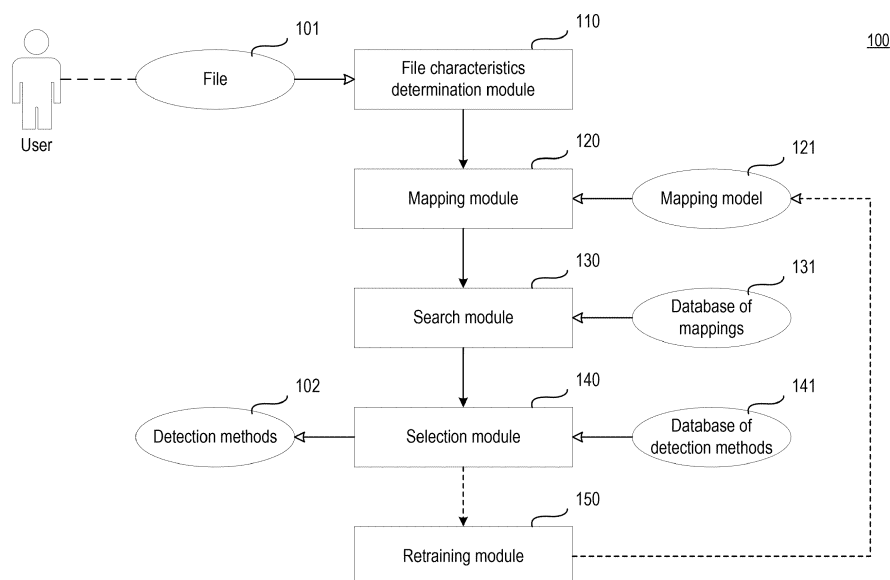 101
110
100
File
File characteristics
determination module
User
120
121
Mapping module
Mapping model
130
131
Search module
Database of
mappings
102
140
141
Detection methods
Selection module
Database of
detection methods
150
Retraining module